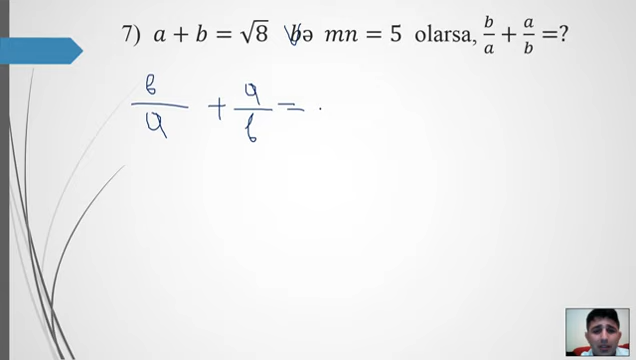 7) a + b = √8 və mn = 5 olarsa, b/a + a/b =?
b/a + a/b =